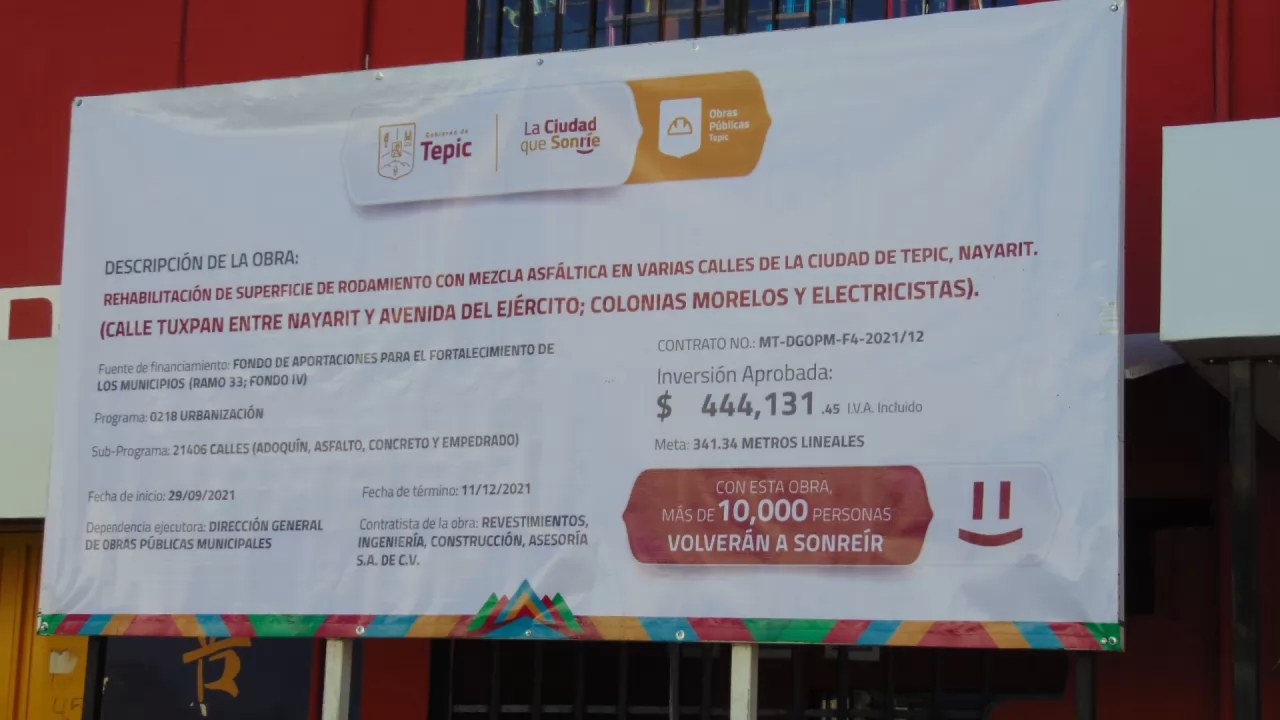 Gobierno de
Tepic
La Ciudad
que Sonríe
Obras
Públicas
Tepic
DESCRIPCIÓN DE LA OBRA:
REHABILITACIÓN DE SUPERFICIE DE RODAMIENTO CON MEZCLA ASFÁLTICA EN VARIAS CALLES DE LA CIUDAD DE TEPIC, NAYARIT.
(CALLE TUXPAN ENTRE NAYARIT Y AVENIDA DEL EJÉRCITO; COLONIAS MORELOS Y ELECTRICISTAS).
Fuente de financiamiento: FONDO DE APORTACIONES PARA EL FORTALECIMIENTO DE
LOS MUNICIPIOS (RAMO 33; FONDO IV)
Programa: 0218 URBANIZACIÓN
Sub-Programa: 21406 CALLES (ADOQUÍN, ASFALTO, CONCRETO Y EMPEDRADO)
Fecha de inicio: 29/09/2021
Fecha de término: 11/12/2021
Dependencia ejecutora: DIRECCIÓN GENERAL
DE OBRAS PÚBLICAS MUNICIPALES
Contratista de la obra: REVESTIMIENTOS,
INGENIERÍA, CONSTRUCCIÓN, ASESORÍA
S.A. DE C.V.
CONTRATO NO.: MT-DGOPM-F4-2021/12
Inversión Aprobada:
$ 444,131.45 I.V.A. Incluido
Meta: 341.34 METROS LINEALES
CON ESTA OBRA,
MÁS DE 10,000 PERSONAS
VOLVERÁN A SONREÍR